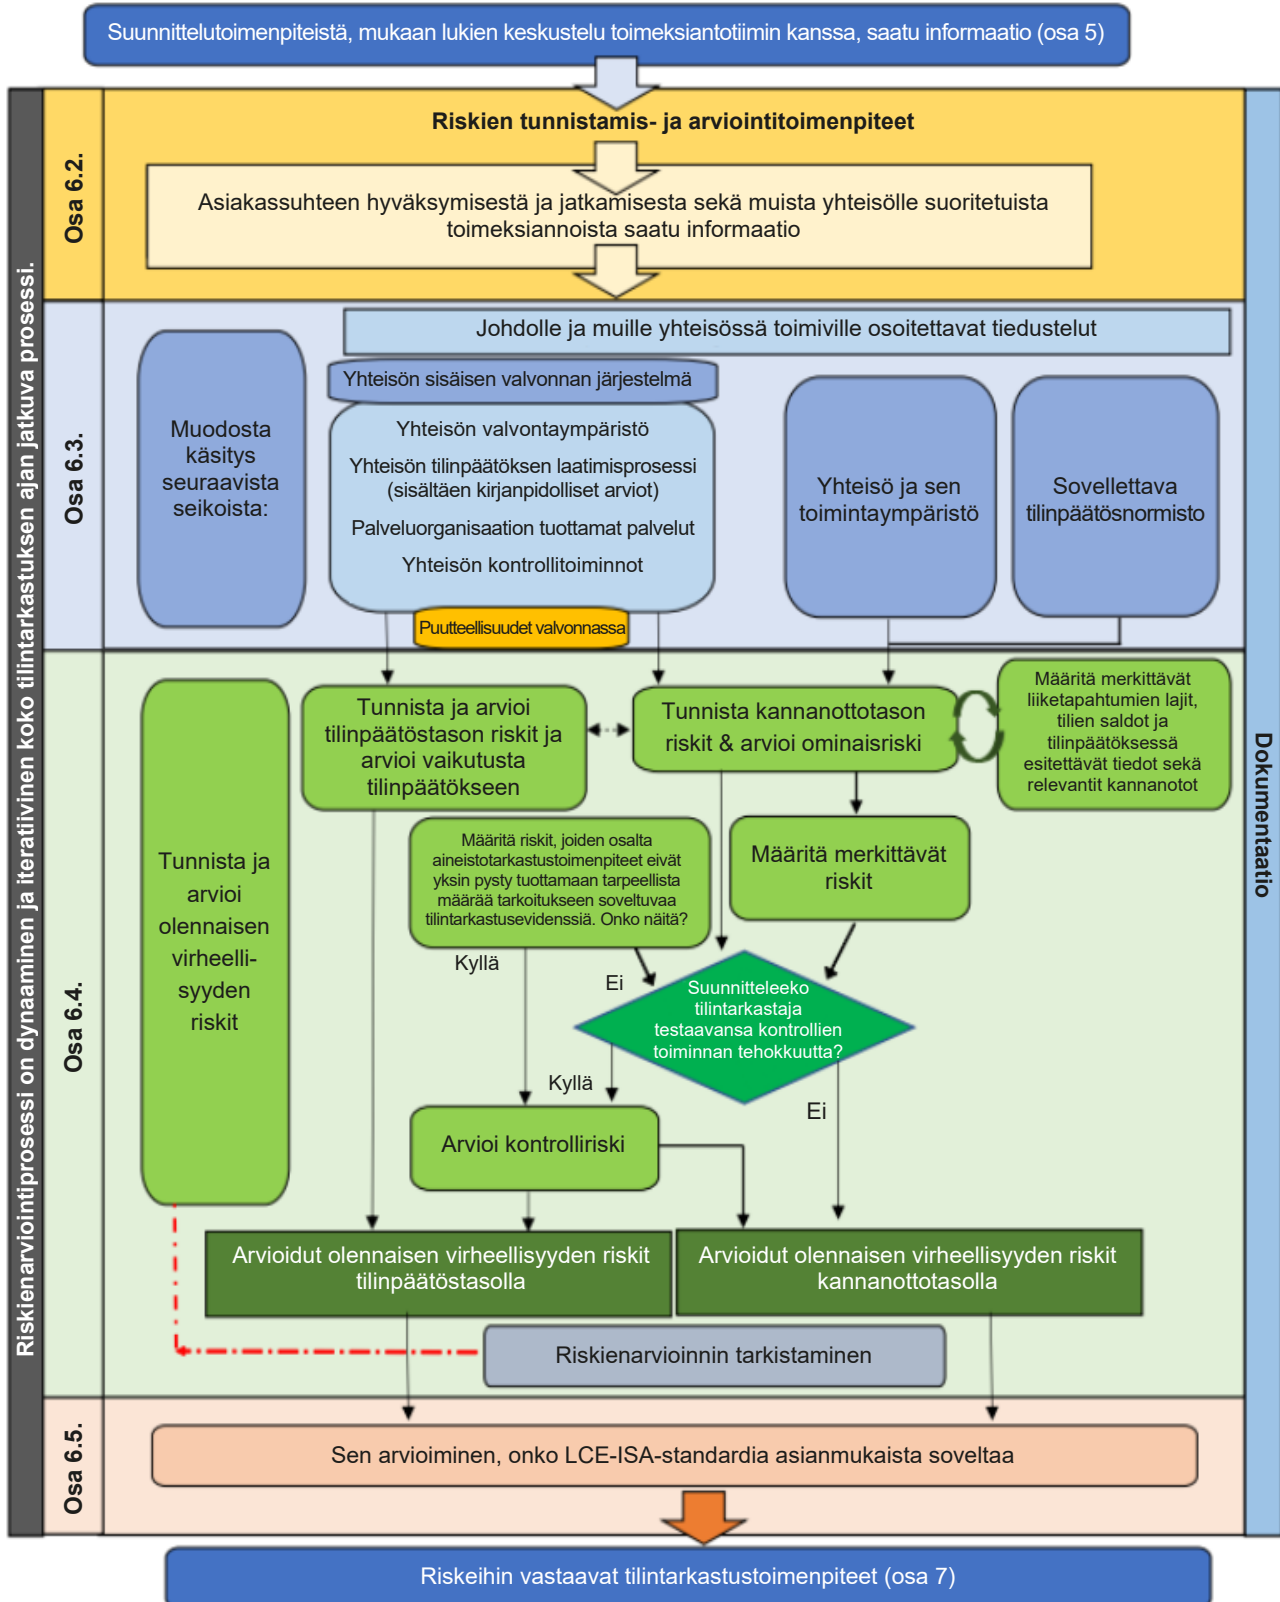 Suunnittelutoimenpiteistä, mukaan lukien keskustelu toimeksiantotiimin kanssa, saatu informaatio (osa 5)
Riskienarviointiprosessi on dynaaminen ja iteratiivinen koko tilintarkastuksen ajan jatkuva prosessi.
Dokumentaatio
Osa 6.2.
Riskien tunnistamis- ja arviointitoimenpiteet
Asiakassuhteen hyväksymisestä ja jatkamisesta sekä muista yhteisölle suoritetuista
toimeksiannoista saatu informaatio
Osa 6.3.
Johdolle ja muille yhteisössä toimiville osoitettavat tiedustelut
Muodosta
käsitys
seuraavista
seikoista:
Yhteisön sisäisen valvonnan järjestelmä
Yhteisön valvontaympäristö
Yhteisön tilinpäätöksen laatimisprosessi
(sisältäen kirjanpidolliset arviot)
Palveluorganisaation tuottamat palvelut
Yhteisön kontrollitoiminnot
Puutteellisuudet valvonnassa
Yhteisö ja sen
toimintaympäristö
Sovellettava
tilinpäätösnormisto
Osa 6.4.
Tunnista ja
arvioi
olennaisen
virheelli-
syyden
riskit
Tunnista ja arvioi
tilinpäätöstason riskit ja
arvioi vaikutusta
tilinpäätökseen
Tunnista kannanottotason
riskit & arvioi ominaisriski
Määritä merkittävät
liiketapahtumien lajit,
tilien saldot ja
tilinpäätöksessä
esitettävät tiedot sekä
relevantit kannanotot
Määritä riskit, joiden osalta
aineistotarkastustoimenpiteet eivät
yksin pysty tuottamaan tarpeellista
määrää tarkoitukseen soveltuvaa
tilintarkastusevidenssiä. Onko näitä?
Määritä merkittävät
riskit
Kyllä
Ei
Suunnitteleeko
tilintarkastaja
testaavansa kontrollien
toiminnan tehokkuutta?
Kyllä
Ei
Arvioi kontrolliriski
Arvioidut olennaisen virheellisyyden riskit
tilinpäätöstasolla
Arvioidut olennaisen virheellisyyden riskit
kannanottotasolla
Riskienarvioinnin tarkistaminen
Osa 6.5.
Sen arvioiminen, onko LCE-ISA-standardia asianmukaista soveltaa
Riskeihin vastaavat tilintarkastustoimenpiteet (osa 7)